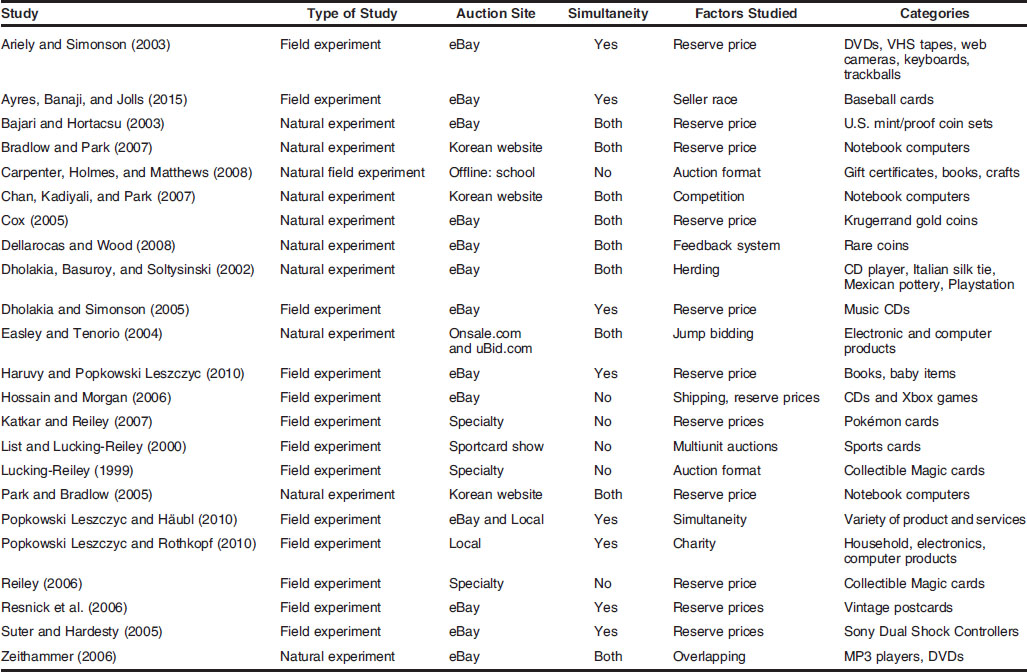 Study Type of Study Auction Site Simultaneity Factors Studied Categories
Ariely and Simonson (2003) Field experiment eBay Yes Reserve price DVDs, VHS tapes, web
cameras, keyboards,
trackballs
Ayres, Banaji, and Jolls (2015) Field experiment eBay Yes Seller race Baseball cards
Bajari and Hortacsu (2003) Natural experiment eBay Both Reserve price U.S. mint/proof coin sets
Bradlow and Park (2007) Natural experiment Korean website Both Reserve price Notebook computers
Carpenter, Holmes, and Matthews (2008) Natural field experiment Offline: school No Auction format Gift certificates, books, crafts
Chan, Kadiyali, and Park (2007) Natural experiment Korean website Both Competition Notebook computers
Cox (2005) Natural experiment eBay Both Reserve price Krugerrand gold coins
Dellarocas and Wood (2008) Natural experiment eBay Both Feedback system Rare coins
Dholakia, Basuroy, and Soltysinski (2002) Natural experiment eBay Both Herding CD player, Italian silk tie,
Mexican pottery, Playstation
Dholakia and Simonson (2005) Field experiment eBay Yes Reserve price Music CDs
Easley and Tenorio (2004) Natural experiment Onsale.com Both Jump bidding Electronic and computer
and uBid.com products
Haruvy and Popkowski Leszczyc (2010) Field experiment eBay Yes Reserve price Books, baby items
Hossain and Morgan (2006) Field experiment eBay No Shipping, reserve prices CDs and Xbox games
Katkar and Reiley (2007) Field experiment Specialty No Reserve prices Pokémon cards
List and Lucking-Reiley (2000) Field experiment Sportcard show No Multiunit auctions Sports cards
Lucking-Reiley (1999) Field experiment Specialty No Auction format Collectible Magic cards
Park and Bradlow (2005) Natural experiment Korean website Both Reserve price Notebook computers
Popkowski Leszczyc and Häubl (2010) Field experiment eBay and Local Yes Simultaneity Variety of product and services
Popkowski Leszczyc and Rothkopf (2010) Field experiment Local Yes Charity Household, electronics,
computer products
Reiley (2006) Field experiment Specialty No Reserve price Collectible Magic cards
Resnick et al. (2006) Field experiment eBay Yes Reserve prices Vintage postcards
Suter and Hardesty (2005) Field experiment eBay Yes Reserve prices Sony Dual Shock Controllers
Zeithammer (2006) Natural experiment eBay Both Overlapping MP3 players, DVDs